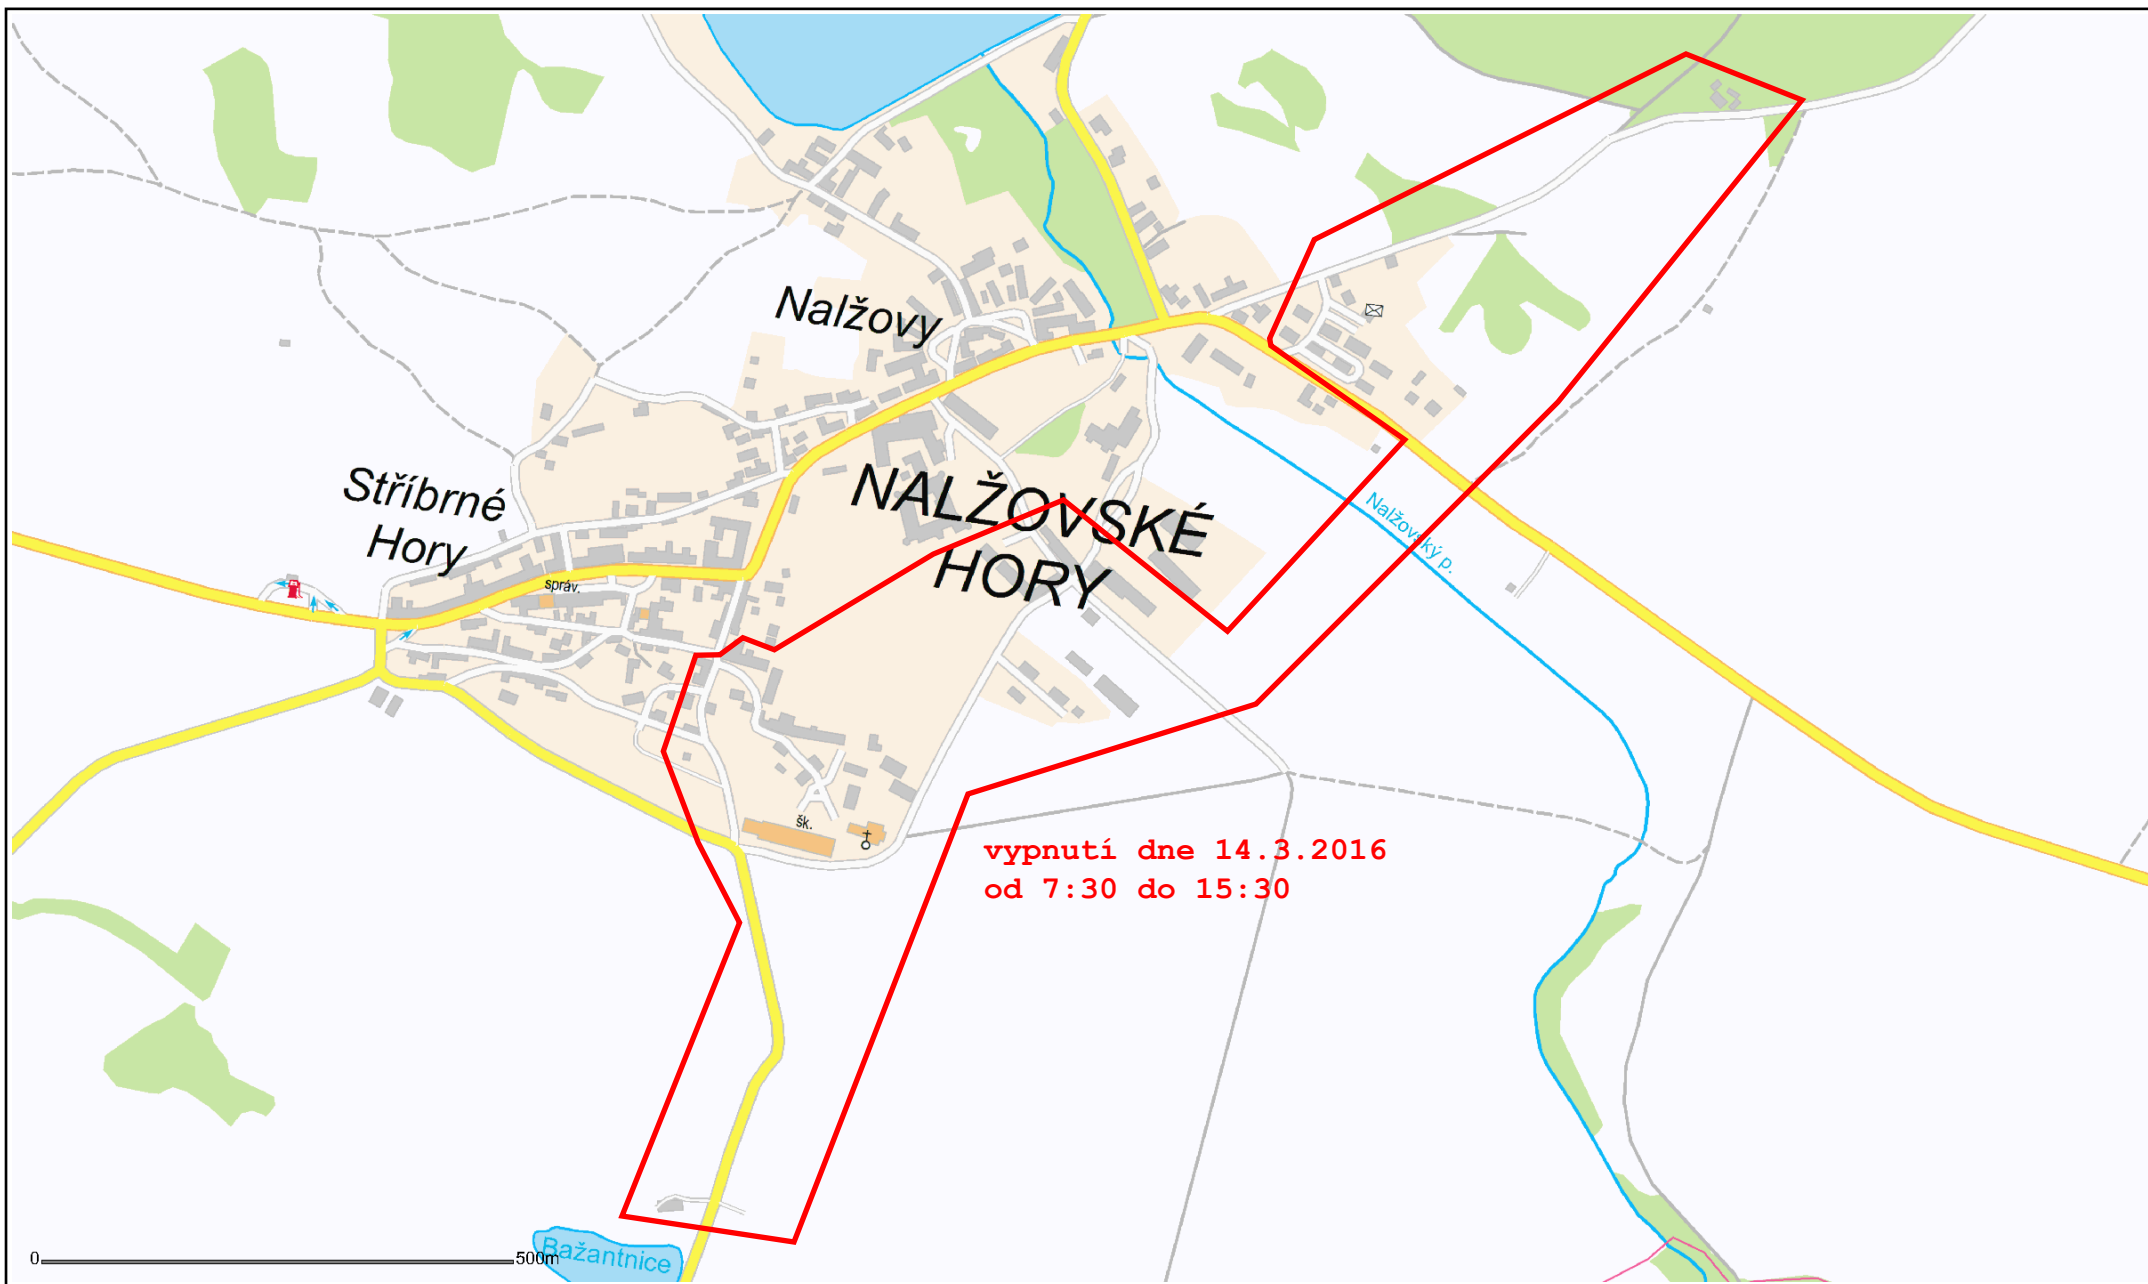 Nalžovy
Stříbrné
Hory
NALŽOVSKÉ
HORY
Nalžovský p.
správ.
šk.
vypnutí dne 14.3.2016
od 7:30 do 15:30
0
500m
Bažantnice